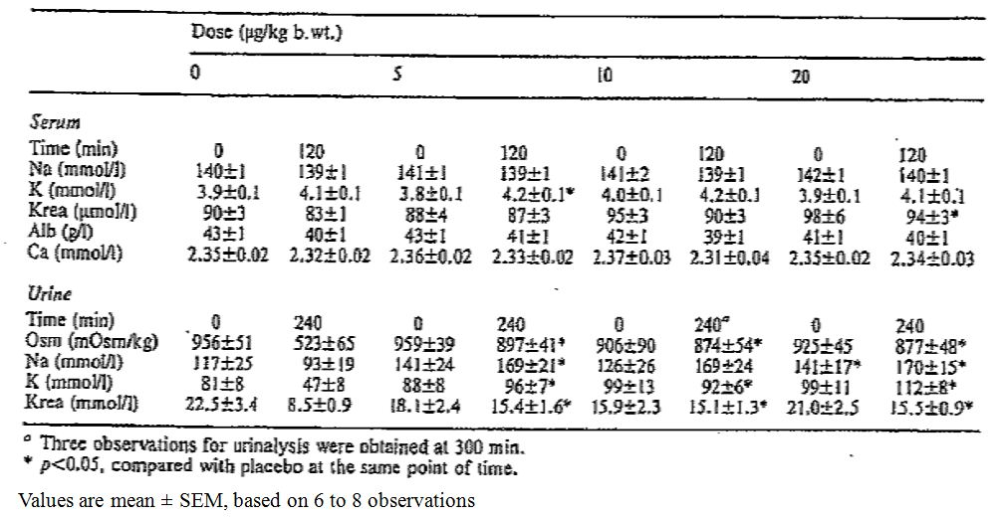 Dose (μg/kg b.wt.)
0 5 10 20
Serum
Time (min) 0 120 0 120 0 120 0 120
Na (mmol/l) 140±1 139±1 141±1 139±1 141±2 139±1 142±1 140±1
K (mmol/l) 3.9±0.1 4.1±0.1 3.8±0.1 4.2±0.1* 4.0±0.1 4.2±0.1 3.9±0.1 4.1±0.1
Krea (μmol/l) 90±3 83±1 88±4 87±3 95±3 90±3 98±6 94±3*
Alb (g/l) 43±1 40±1 43±1 41±1 42±1 39±1 41±1 40±1
Ca (mmol/l) 2.35±0.02 2.32±0.02 2.36±0.02 2.33±0.02 2.37±0.03 2.31±0.04 2.35±0.02 2.34±0.03
Urine
Time (min) 0 240 0 240 0 240a 0 240
Osm (mOsm/kg) 956±51 523±65 959±39 897±41* 906±90 874±54* 925±45 877±48*
Na (mmol/l) 117±25 93±19 141±24 169±21* 126±26 169±24 141±17* 170±15*
K (mmol/l) 81±8 47±8 88±8 96±7* 99±13 92±6* 99±11 112±8*
Krea (mmol/l) 22.5±3.4 8.5±0.9 18.1±2.4 15.4±1.6* 15.9±2.3 15.1±1.3* 21.0±2.5 15.5±0.9*
a Three observations for urinalysis were obtained at 300 min.
* p<0.05, compared with placebo at the same point of time.
Values are mean ± SEM, based on 6 to 8 observations